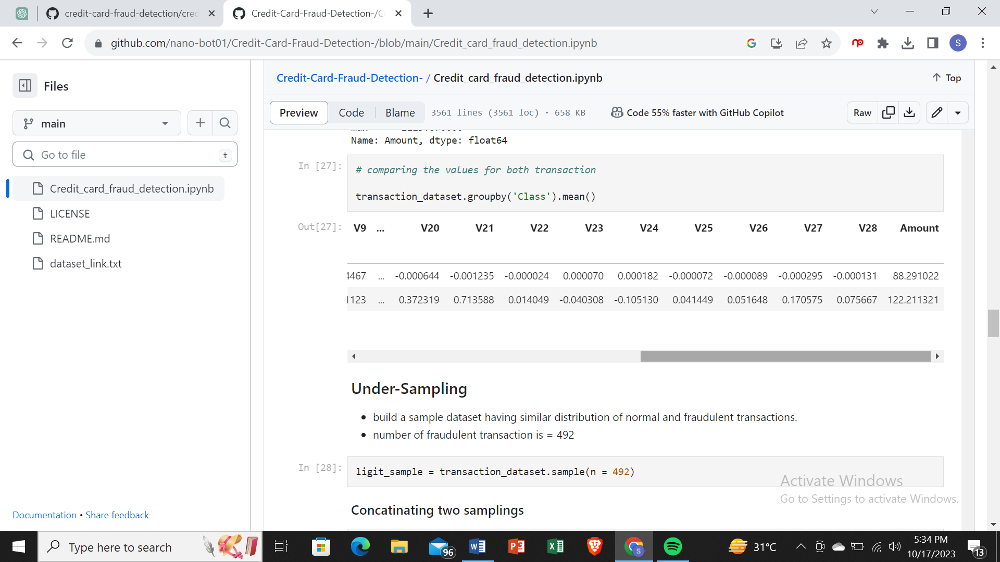 credit-card-fraud-detection/cred
Credit-Card-Fraud-Detection-/C
github.com/nano-bot01/Credit-Card-Fraud-Detection-/blob/main/Credit_card_fraud_detection.ipynb
S
Files
main
Go to file
t
Credit_card_fraud_detection.ipynb
LICENSE
README.md
dataset_link.txt
Documentation • Share feedback
Credit-Card-Fraud-Detection- / Credit_card_fraud_detection.ipynb
Top
Preview Code Blame 3561 lines (3561 loc) · 658 KB Code 55% faster with GitHub Copilot Raw
Name: Amount, dtype: float64
In [27]:
# comparing the values for both transaction
transaction_dataset.groupby('Class').mean()
Out[27]:
V9 ... V20 V21 V22 V23 V24 V25 V26 V27 V28 Amount
4467 ... -0.000644 -0.001235 -0.000024 0.000070 0.000182 -0.000072 -0.000089 -0.000295 -0.000131 88.291022
1123 ... 0.372319 0.713588 0.014049 -0.040308 -0.105130 0.041449 0.051648 0.170575 0.075667 122.211321
Under-Sampling
• build a sample dataset having similar distribution of normal and fraudulent transactions.
• number of fraudulent transaction is = 492
In [28]:
ligit_sample = transaction_dataset.sample(n = 492)
Concatinating two samplings
Activate Windows
Go to Settings to activate Windows.
Type here to search
96
31°C
5:34 PM
10/17/2023
13